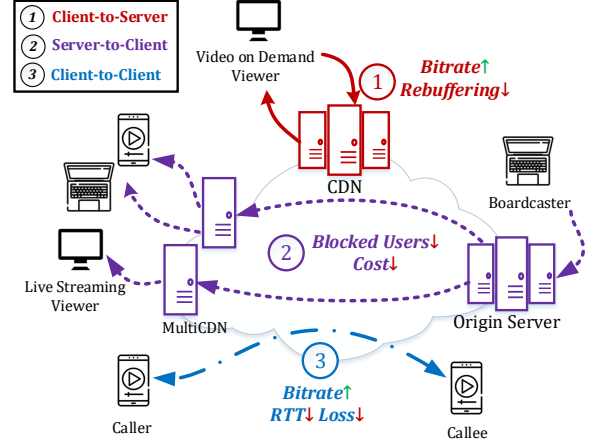 1 Client-to-Server
2 Server-to-Client
3 Client-to-Client
Video on Demand
Viewer
1 Bitrate↑
Rebuffering↓
CDN
Boardcaster
2 Blocked Users↓
Cost↓
Live Streaming
Viewer
MultiCDN
Origin Server
3
Bitrate↑
RTT↓ Loss↓
Caller
Callee